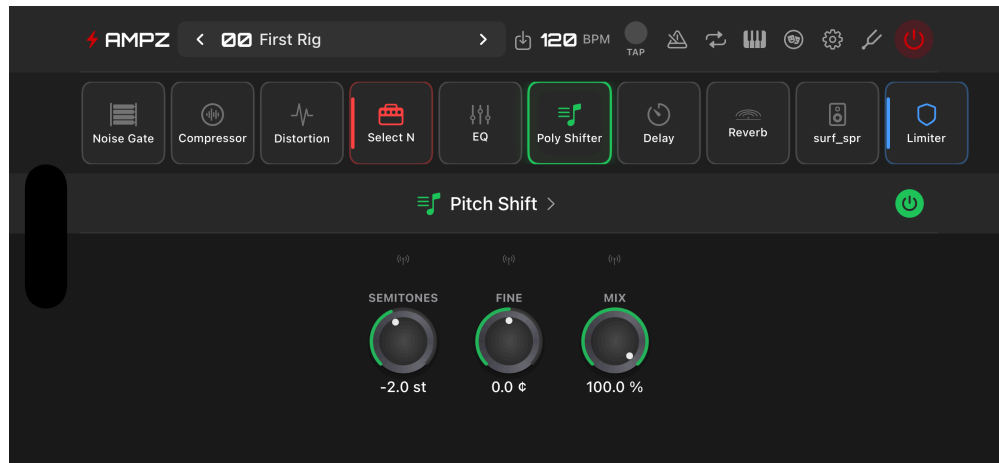 AMPZ
00 First Rig
120 BPM
TAP
Noise Gate
Compressor
Distortion
Select N
EQ
Poly Shifter
Delay
Reverb
surf_spr
Limiter
Pitch Shift
SEMITONES
FINE
MIX
-2.0 st
0.0 ¢
100.0 %